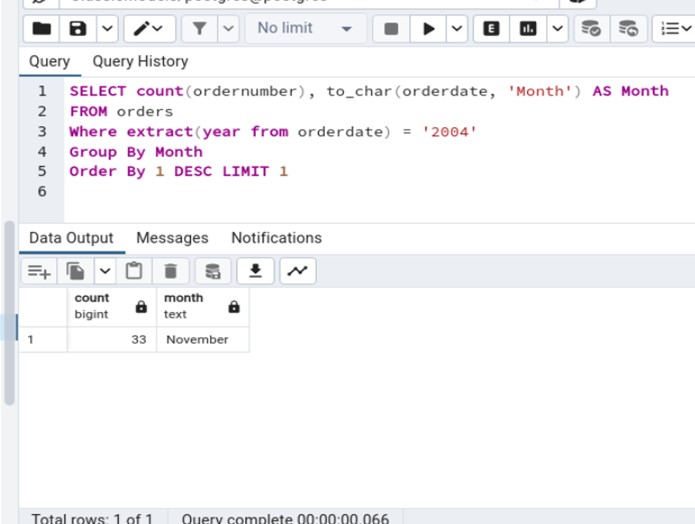 No limit
Query Query History
1 SELECT count(ordernumber), to_char(orderdate, 'Month') AS Month
2 FROM orders
3 Where extract(year from orderdate) = '2004'
4 Group By Month
5 Order By 1 DESC LIMIT 1
6
Data Output Messages Notifications
count month
bigint text
1 33 November
Total rows: 1 of 1 Query complete 00:00:00.066